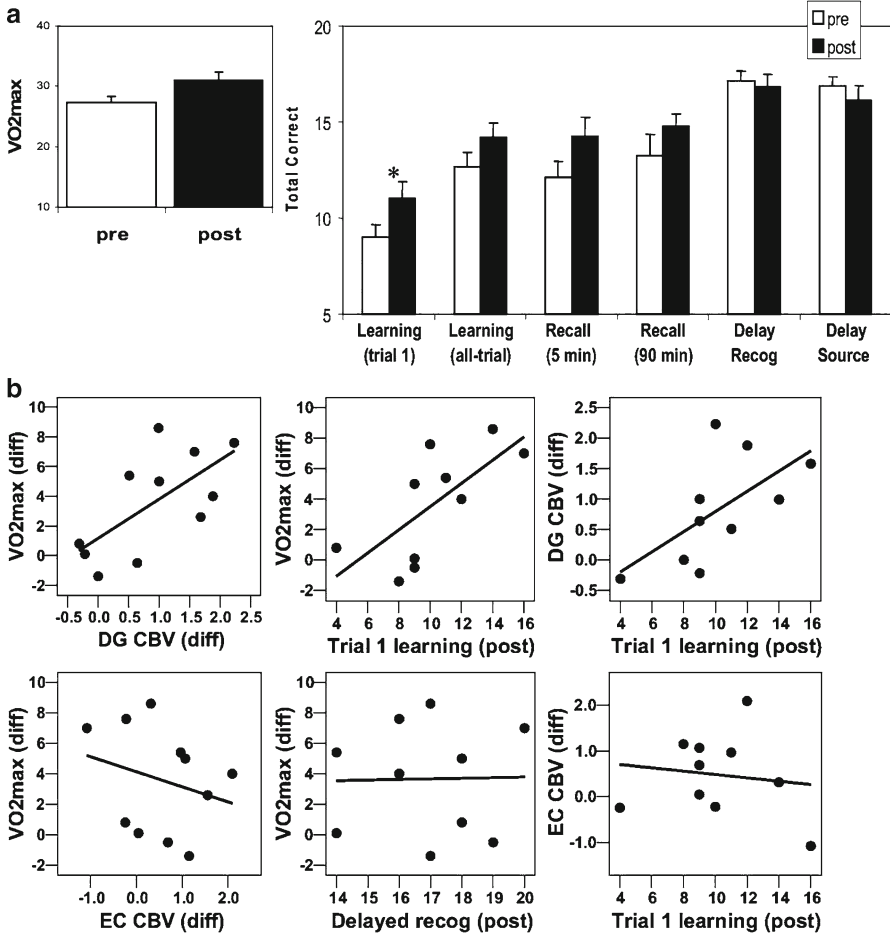 a
40
30
20
10
VO2max
pre
post
20
15
10
5
Total Correct
pre
post
*
Learning (trial 1)
Learning (all-trial)
Recall (5 min)
Recall (90 min)
Delay Recog
Delay Source
b
10
8
6
4
2
0
-2
VO2max (diff)
-0.5 0.0 0.5 1.0 1.5 2.0 2.5
DG CBV (diff)
10
8
6
4
2
0
-2
VO2max (diff)
4 6 8 10 12 14 16
Trial 1 learning (post)
2.5
2.0
1.5
1.0
0.5
0.0
-0.5
DG CBV (diff)
4 6 8 10 12 14 16
Trial 1 learning (post)
10
8
6
4
2
0
-2
VO2max (diff)
-1.0 0.0 1.0 2.0
EC CBV (diff)
10
8
6
4
2
0
-2
VO2max (diff)
14 15 16 17 18 19 20
Delayed recog (post)
2.0
1.0
0.0
-1.0
EC CBV (diff)
4 6 8 10 12 14 16
Trial 1 learning (post)